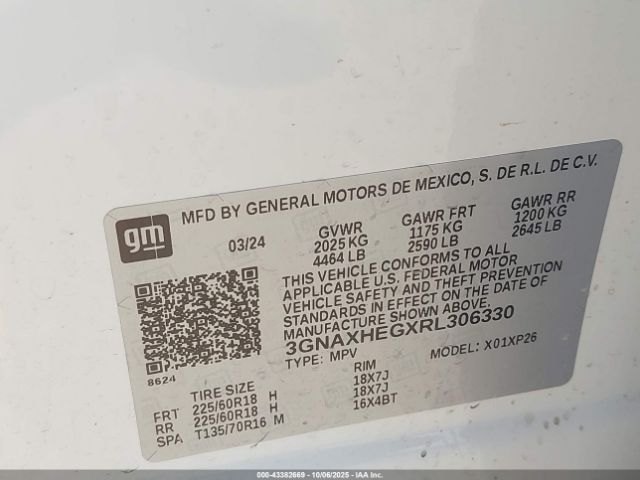 gm
MFD BY GENERAL MOTORS DE MEXICO, S. DE R.L. DE C.V.
03/24 GVWR GAWR FRT GAWR RR
2025 KG 1175 KG 1200 KG
4464 LB 2590 LB 2645 LB
THIS VEHICLE CONFORMS TO ALL
APPLICABLE U.S. FEDERAL MOTOR
VEHICLE SAFETY AND THEFT PREVENTION
STANDARDS IN EFFECT ON THE DATE OF
MANUFACTURE SHOWN ABOVE.
3GNAXHEGXRL306330
TYPE: MPV MODEL: X01XP26
8624
TIRE SIZE RIM
FRT 225/60R18 H 18X7J
RR 225/60R18 H 18X7J
SPA T135/70R16 M 16X4BT
000-43382669 - 10/06/2025 - IAA Inc.